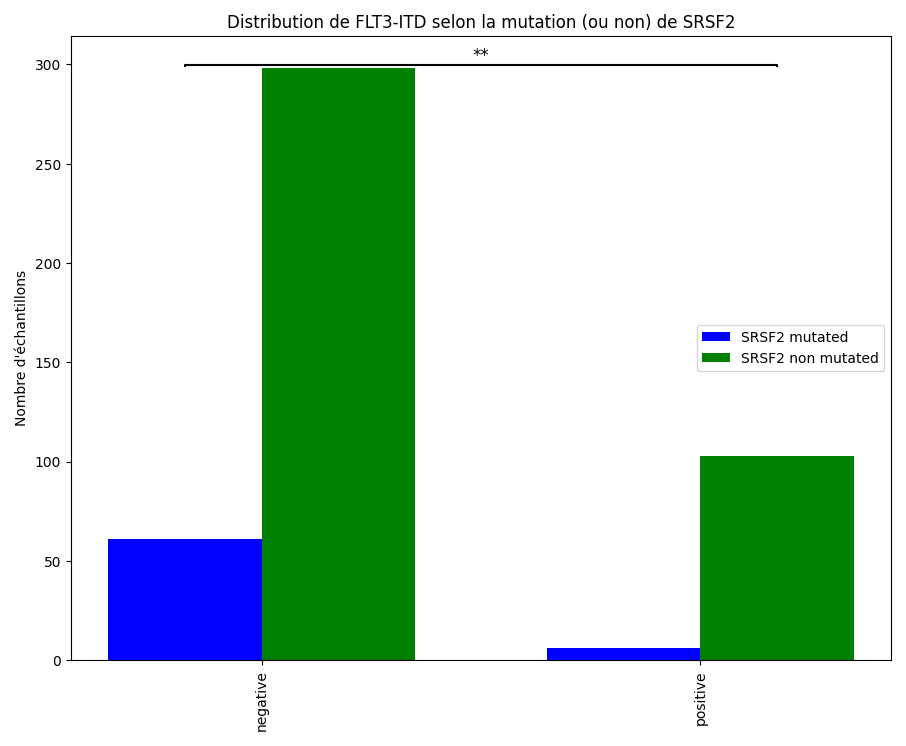 Distribution de FLT3-ITD selon la mutation (ou non) de SRSF2
**
300
250
200
150
100
50
0
Nombre d'échantillons
SRSF2 mutated
SRSF2 non mutated
negative
positive